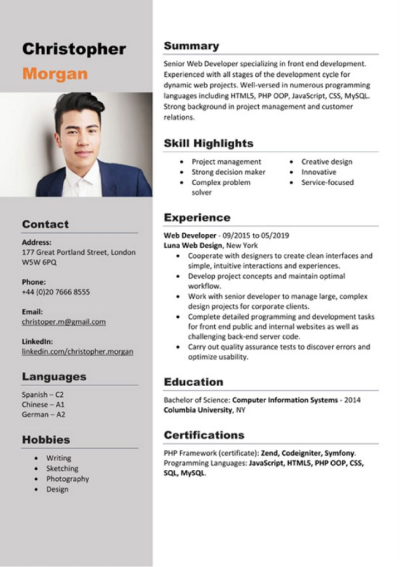 Christopher
Morgan
Contact
Address:
177 Great Portland Street, London
W5W 6PQ
Phone:
+44 (0)20 7666 8555
Email:
christoper.m@gmail.com
LinkedIn:
linkedin.com/christopher.morgan
Languages
Spanish – C2
Chinese – A1
German – A2
Hobbies
• Writing
• Sketching
• Photography
• Design
Summary
Senior Web Developer specializing in front end development.
Experienced with all stages of the development cycle for
dynamic web projects. Well-versed in numerous programming
languages including HTML5, PHP OOP, JavaScript, CSS, MySQL.
Strong background in project management and customer
relations.
Skill Highlights
• Project management
• Strong decision maker
• Complex problem
solver
• Creative design
• Innovative
• Service-focused
Experience
Web Developer - 09/2015 to 05/2019
Luna Web Design, New York
• Cooperate with designers to create clean interfaces and
simple, intuitive interactions and experiences.
• Develop project concepts and maintain optimal
workflow.
• Work with senior developer to manage large, complex
design projects for corporate clients.
• Complete detailed programming and development tasks
for front end public and internal websites as well as
challenging back-end server code.
• Carry out quality assurance tests to discover errors and
optimize usability.
Education
Bachelor of Science: Computer Information Systems - 2014
Columbia University, NY
Certifications
PHP Framework (certificate): Zend, Codeigniter, Symfony.
Programming Languages: JavaScript, HTML5, PHP OOP, CSS,
SQL, MySQL.